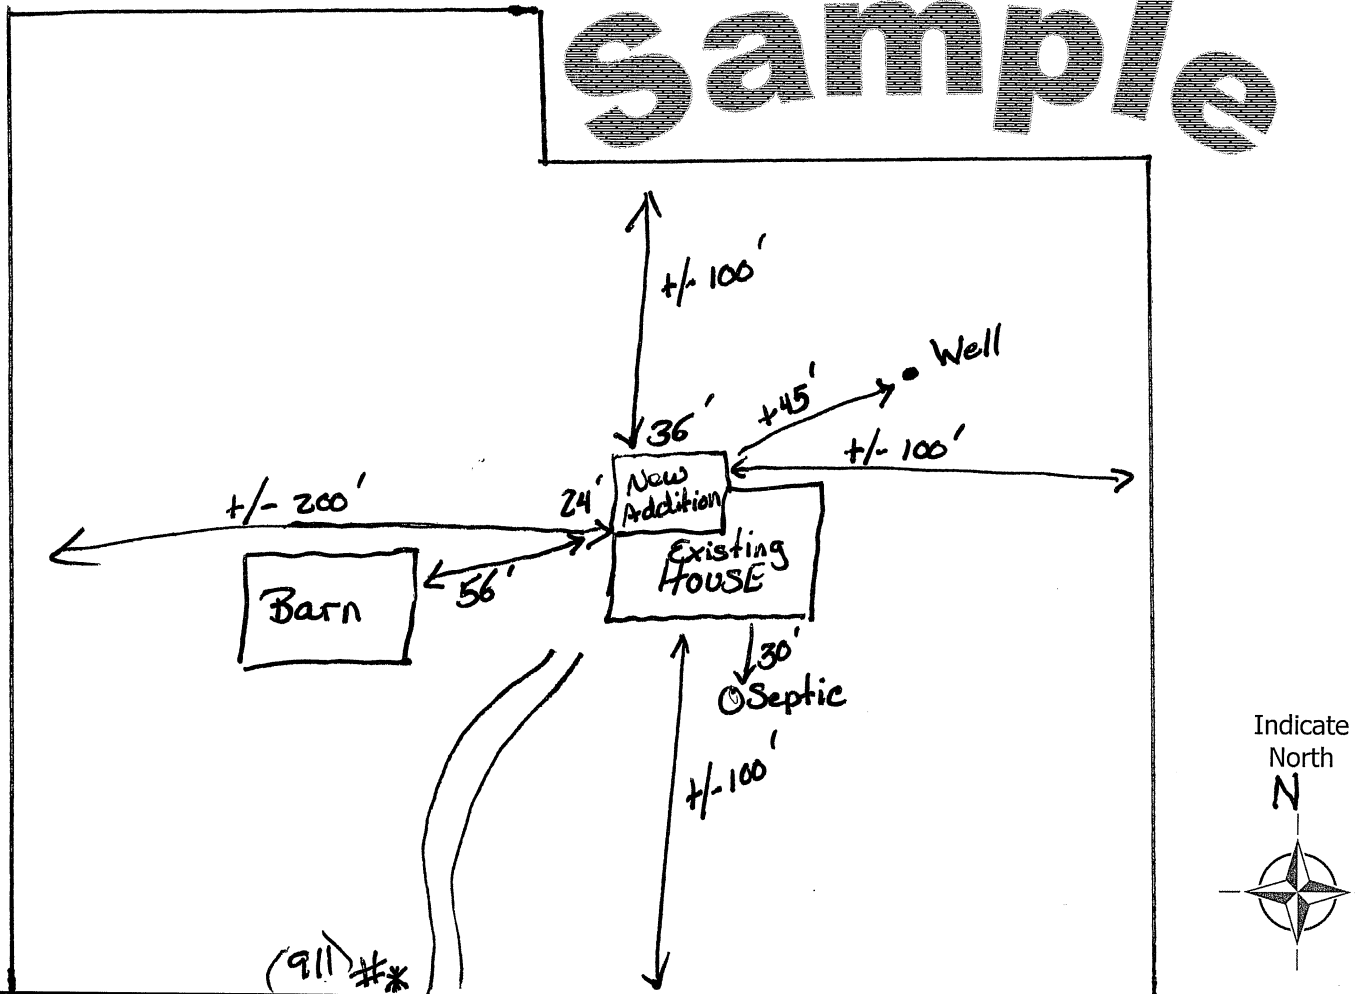 Sample
+/- 100'
Well
+45'
36'
+/- 100'
+/- 200'
24'
New
Addition
Existing
HOUSE
56'
Barn
30'
Septic
+/- 100'
Indicate
North
N
(911) #*